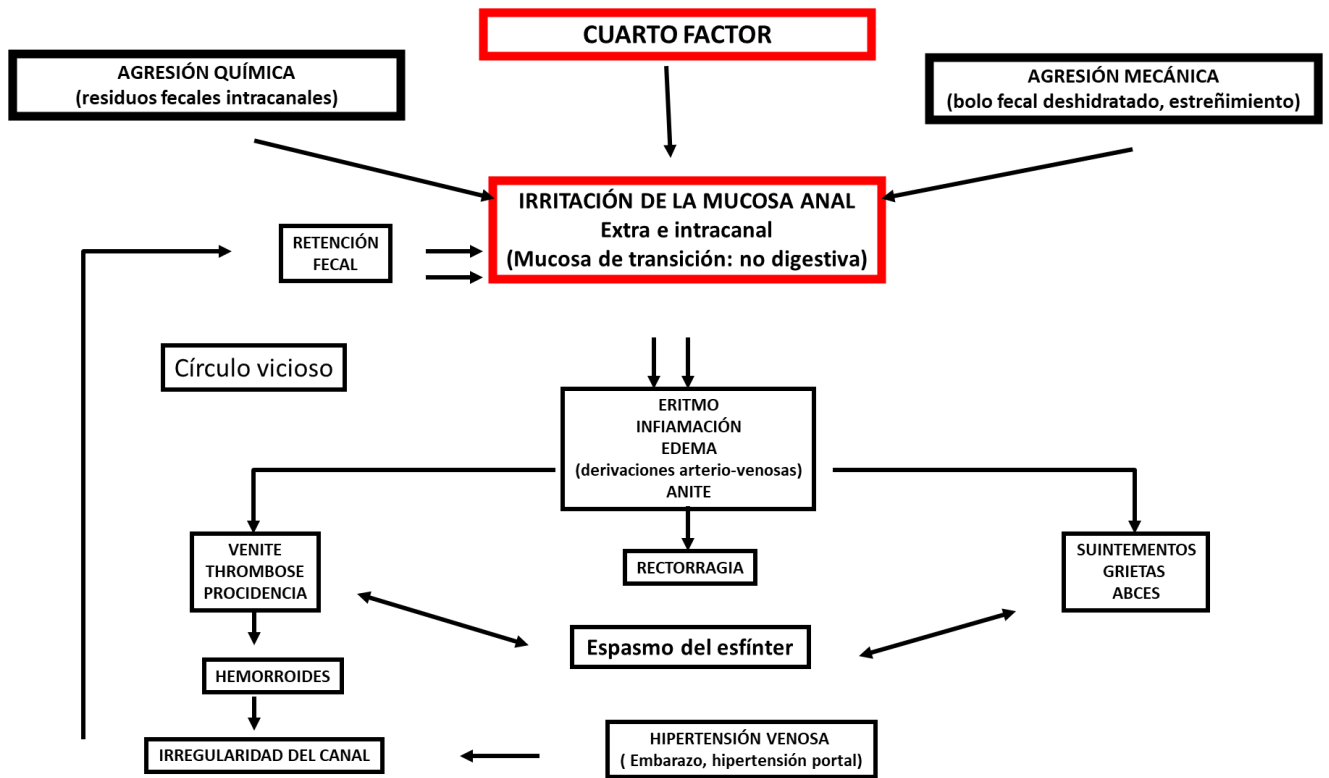 CUARTO FACTOR
AGRESIÓN QUÍMICA
(residuos fecales intracanales)
AGRESIÓN MECÁNICA
(bolo fecal deshidratado, estreñimiento)
IRRITACIÓN DE LA MUCOSA ANAL
Extra e intracanal
(Mucosa de transición: no digestiva)
RETENCIÓN
FECAL
Círculo vicioso
ERITMO
INFIAMACIÓN
EDEMA
(derivaciones arterio-venosas)
ANITE
VENITE
THROMBOSE
PROCIDENCIA
RECTORRAGIA
SUINTEMENTOS
GRIETAS
ABCES
Espasmo del esfínter
HEMORROIDES
IRREGULARIDAD DEL CANAL
HIPERTENSIÓN VENOSA
( Embarazo, hipertensión portal)